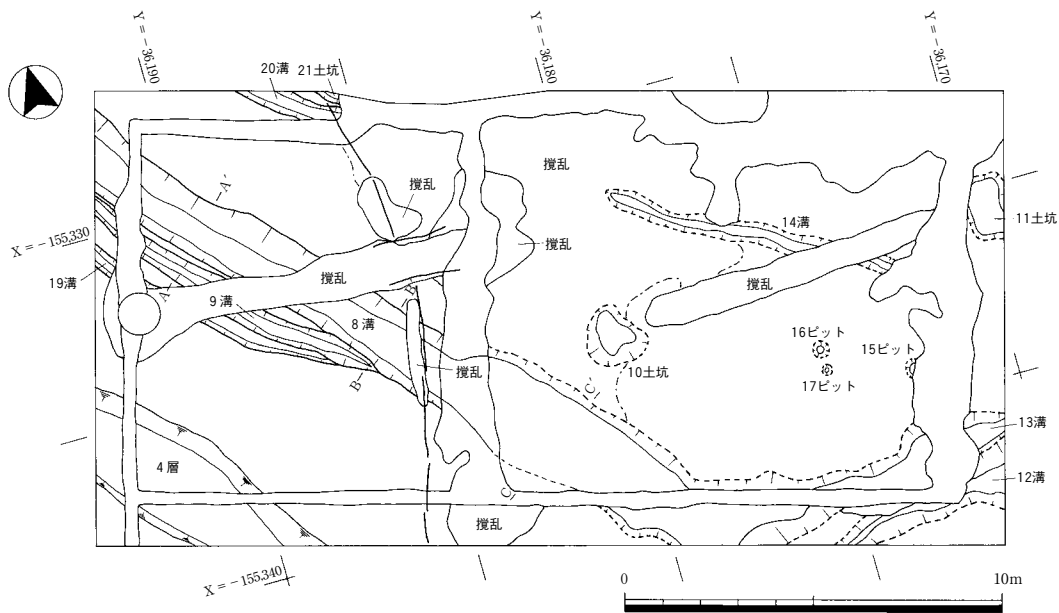 Y = -36,190
Y = -36,180
Y = -36,170
20溝
21土坑
撹乱
撹乱
A′
14溝
11土坑
X = -155,330
撹乱
撹乱
撹乱
19溝
A
9溝
B′
8溝
16ピット
15ピット
撹乱
10土坑
17ピット
B
C′
13溝
4層
12溝
C
撹乱
X = -155,340
0
10m